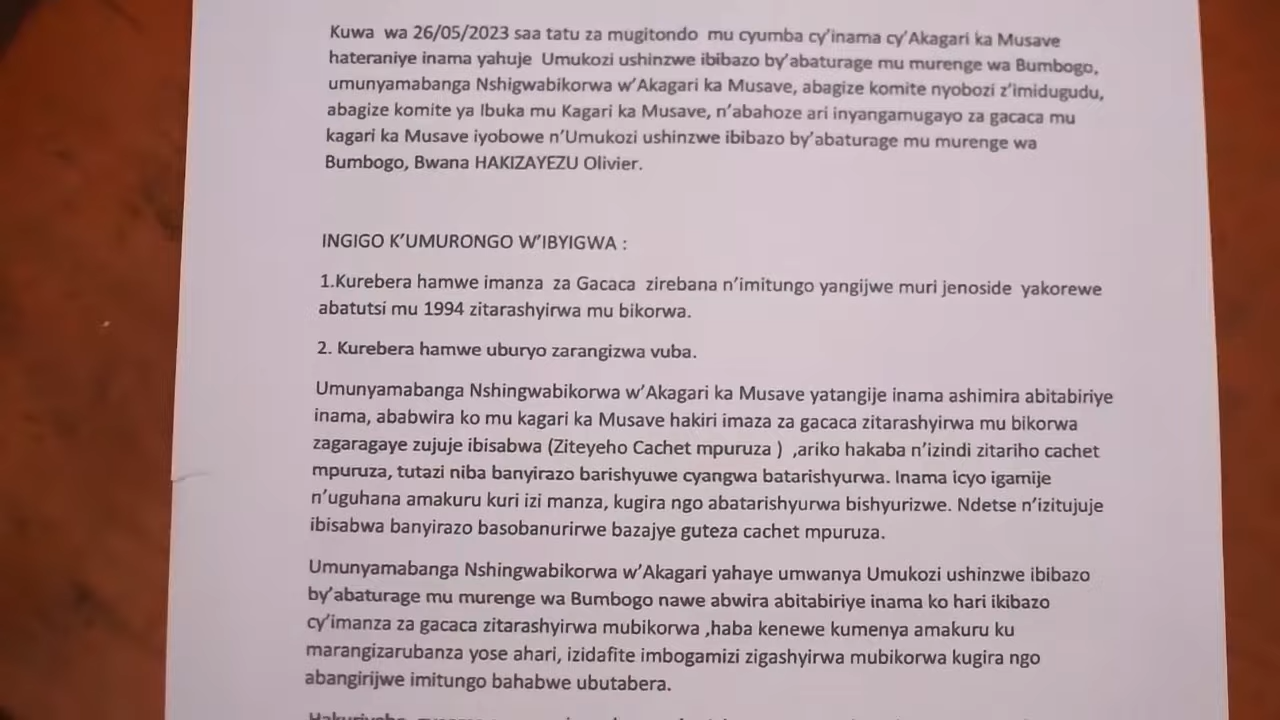 Kuwa wa 26/05/2023 saa tatu za mugitondo mu cyumba cy'inama cy'Akagari ka Musave
hateraniye inama yahuje Umukozi ushinzwe ibibazo by'abaturage mu murenge wa Bumbogo,
umunyamabanga Nshigwabikorwa w'Akagari ka Musave, abagize komite nyobozi z'imidugudu,
abagize komite ya Ibuka mu Kagari ka Musave, n'abahoze ari inyangamugayo za gacaca mu
kagari ka Musave iyobowe n'Umukozi ushinzwe ibibazo by'abaturage mu murenge wa
Bumbogo, Bwana HAKIZAYEZU Olivier.
INGIGO K'UMURONGO W'IBYIGWA :
1.Kurebera hamwe imanza za Gacaca zirebana n'imitungo yangijwe muri jenoside yakorewe
abatutsi mu 1994 zitarashyirwa mu bikorwa.
2. Kurebera hamwe uburyo zarangizwa vuba.
Umunyamabanga Nshingwabikorwa w'Akagari ka Musave yatangije inama ashimira abitabiriye
inama, ababwira ko mu kagari ka Musave hakiri imaza za gacaca zitarashyirwa mu bikorwa
zagaragaye zujuje ibisabwa (Ziteyeho Cachet mpuruza ) ,ariko hakaba n'izindi zitariho cachet
mpuruza, tutazi niba banyirazo barishyuwe cyangwa batarishyurwa. Inama icyo igamije
n'uguhana amakuru kuri izi manza, kugira ngo abatarishyurwa bishyurizwe. Ndetse n'izitujuje
ibisabwa banyirazo basobanurirwe bazajye guteza cachet mpuruza.
Umunyamabanga Nshingwabikorwa w'Akagari yahaye umwanya Umukozi ushinzwe ibibazo
by'abaturage mu murenge wa Bumbogo nawe abwira abitabiriye inama ko hari ikibazo
cy'imanza za gacaca zitarashyirwa mubikorwa ,haba kenewe kumenya amakuru ku
marangizarubanza yose ahari, izidafite imbogamizi zigashyirwa mubikorwa kugira ngo
abangirijwe imitungo bahabwe ubutabera.